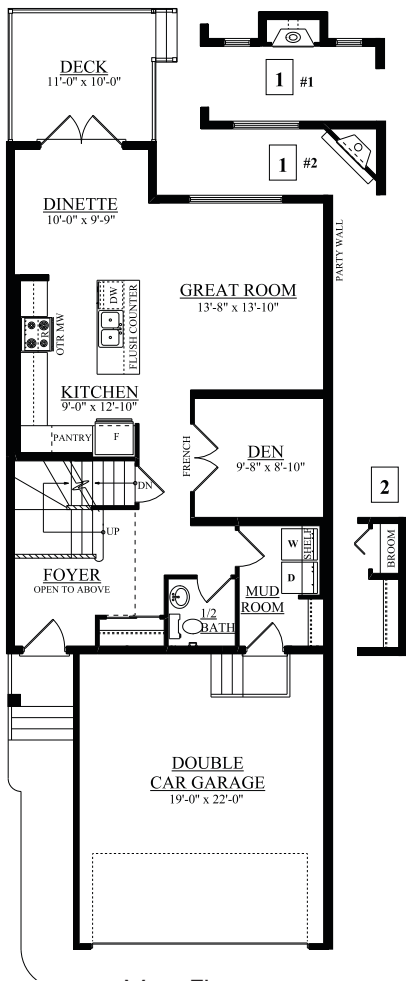 DECK
11'-0" x 10'-0"
1 #1
1 #2
DINETTE
10'-0" x 9'-9"
PARTY WALL
GREAT ROOM
13'-8" x 13'-10"
DW
FLUSH COUNTER
R
OTR MW
KITCHEN
9'-0" x 12'-10"
PANTRY
F
FRENCH
DEN
9'-8" x 8'-10"
DN
UP
2
BROOM
W
SHELF
D
FOYER
OPEN TO ABOVE
MUD
ROOM
1/2
BATH
DOUBLE
CAR GARAGE
19'-0" x 22'-0"